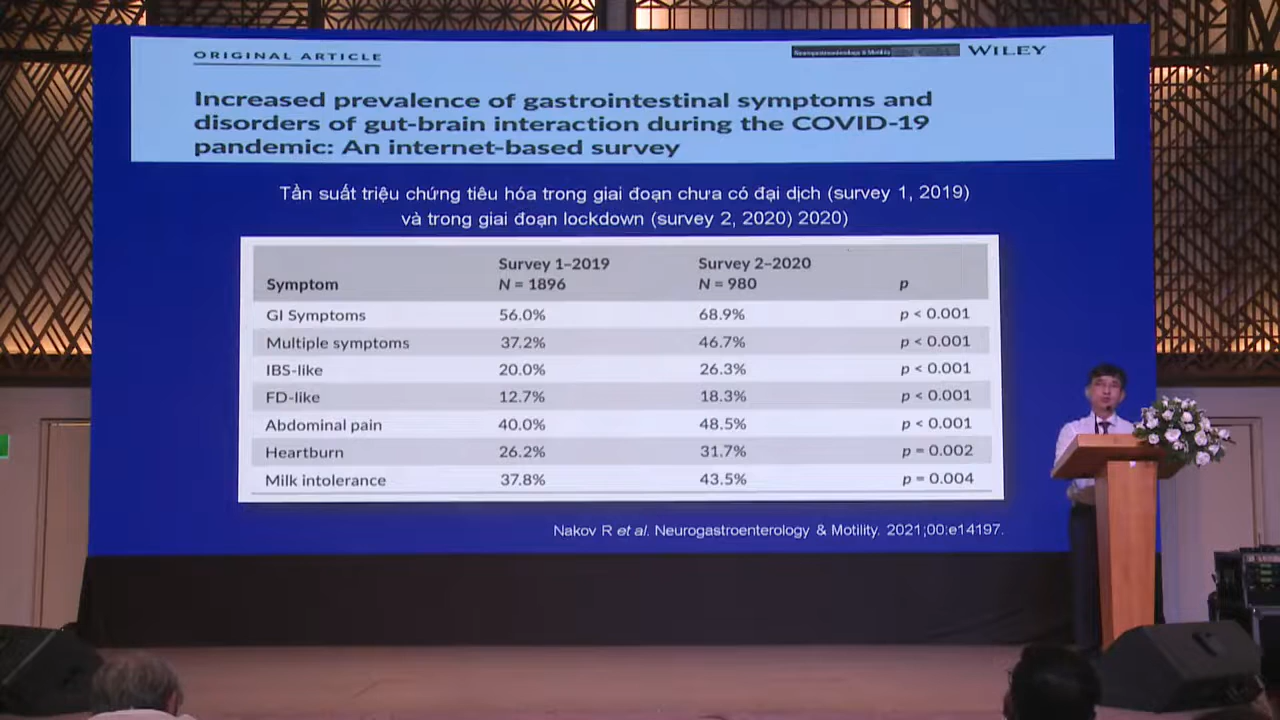 ORIGINAL ARTICLE
Neurogastroenterology & Motility
WILEY
Increased prevalence of gastrointestinal symptoms and
disorders of gut-brain interaction during the COVID-19
pandemic: An internet-based survey
Tần suất triệu chứng tiêu hóa trong giai đoạn chưa có đại dịch (survey 1, 2019)
và trong giai đoạn lockdown (survey 2, 2020) 2020)
Survey 1–2019 Survey 2–2020
Symptom N = 1896 N = 980 p
GI Symptoms 56.0% 68.9% p < 0.001
Multiple symptoms 37.2% 46.7% p < 0.001
IBS-like 20.0% 26.3% p < 0.001
FD-like 12.7% 18.3% p < 0.001
Abdominal pain 40.0% 48.5% p < 0.001
Heartburn 26.2% 31.7% p = 0.002
Milk intolerance 37.8% 43.5% p = 0.004
Nakov R et al. Neurogastroenterology & Motility. 2021;00:e14197.